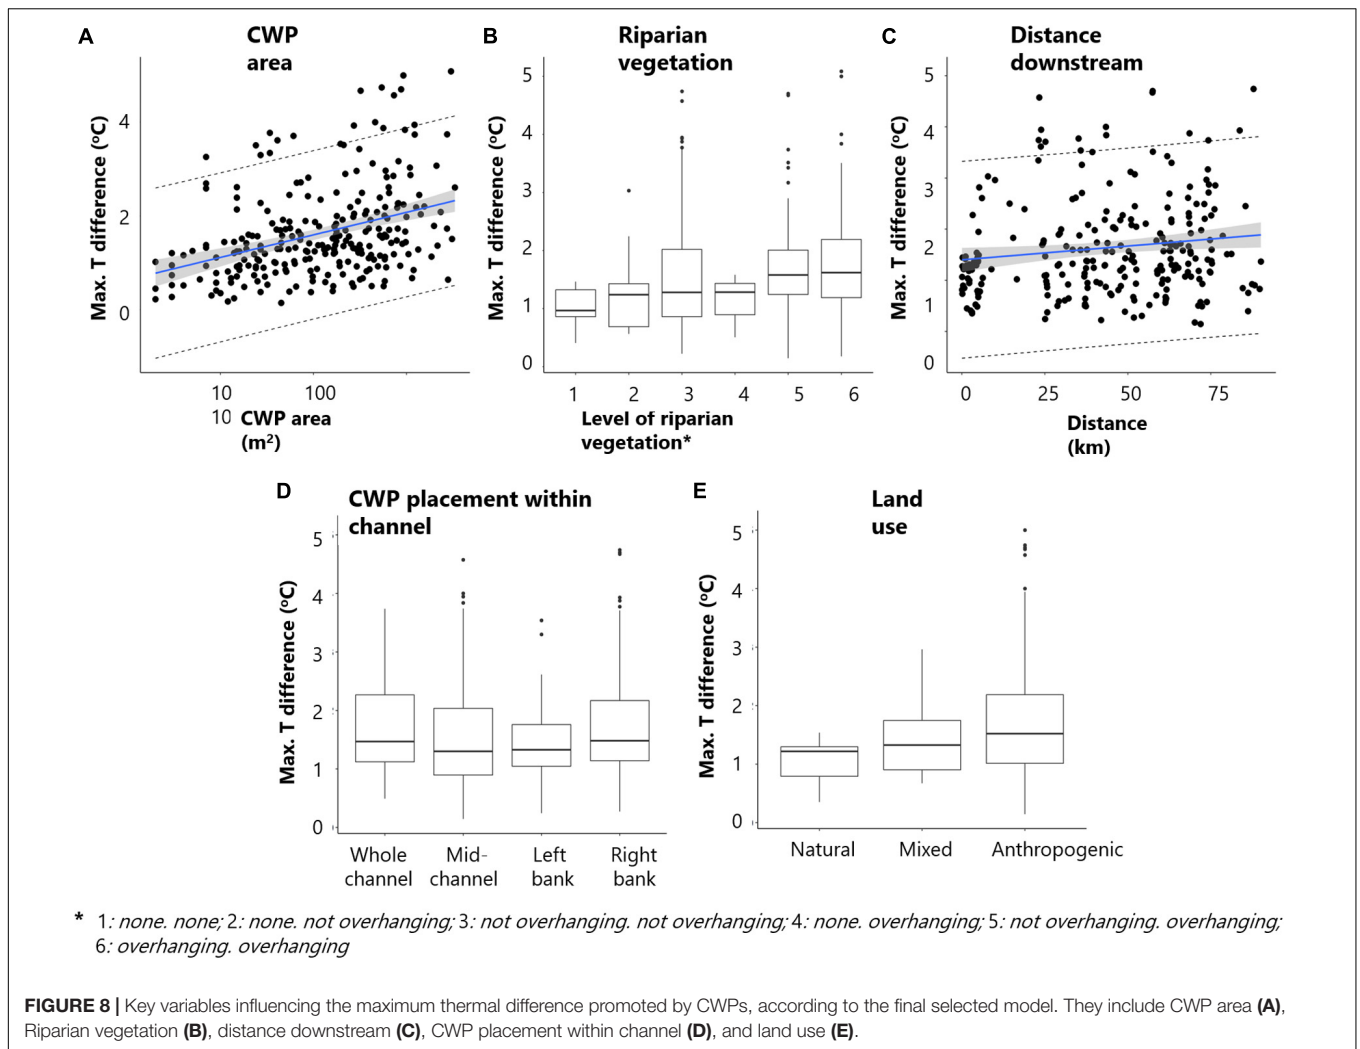 A
CWP
area
Max. T difference (ºC)
4
2
0
10
100
10
CWP area
(m²)
B
Riparian
vegetation
Max. T difference (ºC)
5
4
3
2
1
0
1 2 3 4 5 6
Level of riparian
vegetation*
C
Distance
downstream
Max. T difference (ºC)
5
4
3
2
1
0
0 25 50 75
Distance
(km)
D
CWP placement within
channel
Max. T difference (ºC)
5
4
3
2
1
0
Whole
channel
Mid-
channel
Left
bank
Right
bank
E
Land
use
Max. T difference (ºC)
5
4
3
2
1
0
Natural Mixed Anthropogenic
* 1: none. none; 2: none. not overhanging; 3: not overhanging. not overhanging; 4: none. overhanging; 5: not overhanging. overhanging;
6: overhanging. overhanging
FIGURE 8 | Key variables influencing the maximum thermal difference promoted by CWPs, according to the final selected model. They include CWP area (A),
Riparian vegetation (B), distance downstream (C), CWP placement within channel (D), and land use (E).